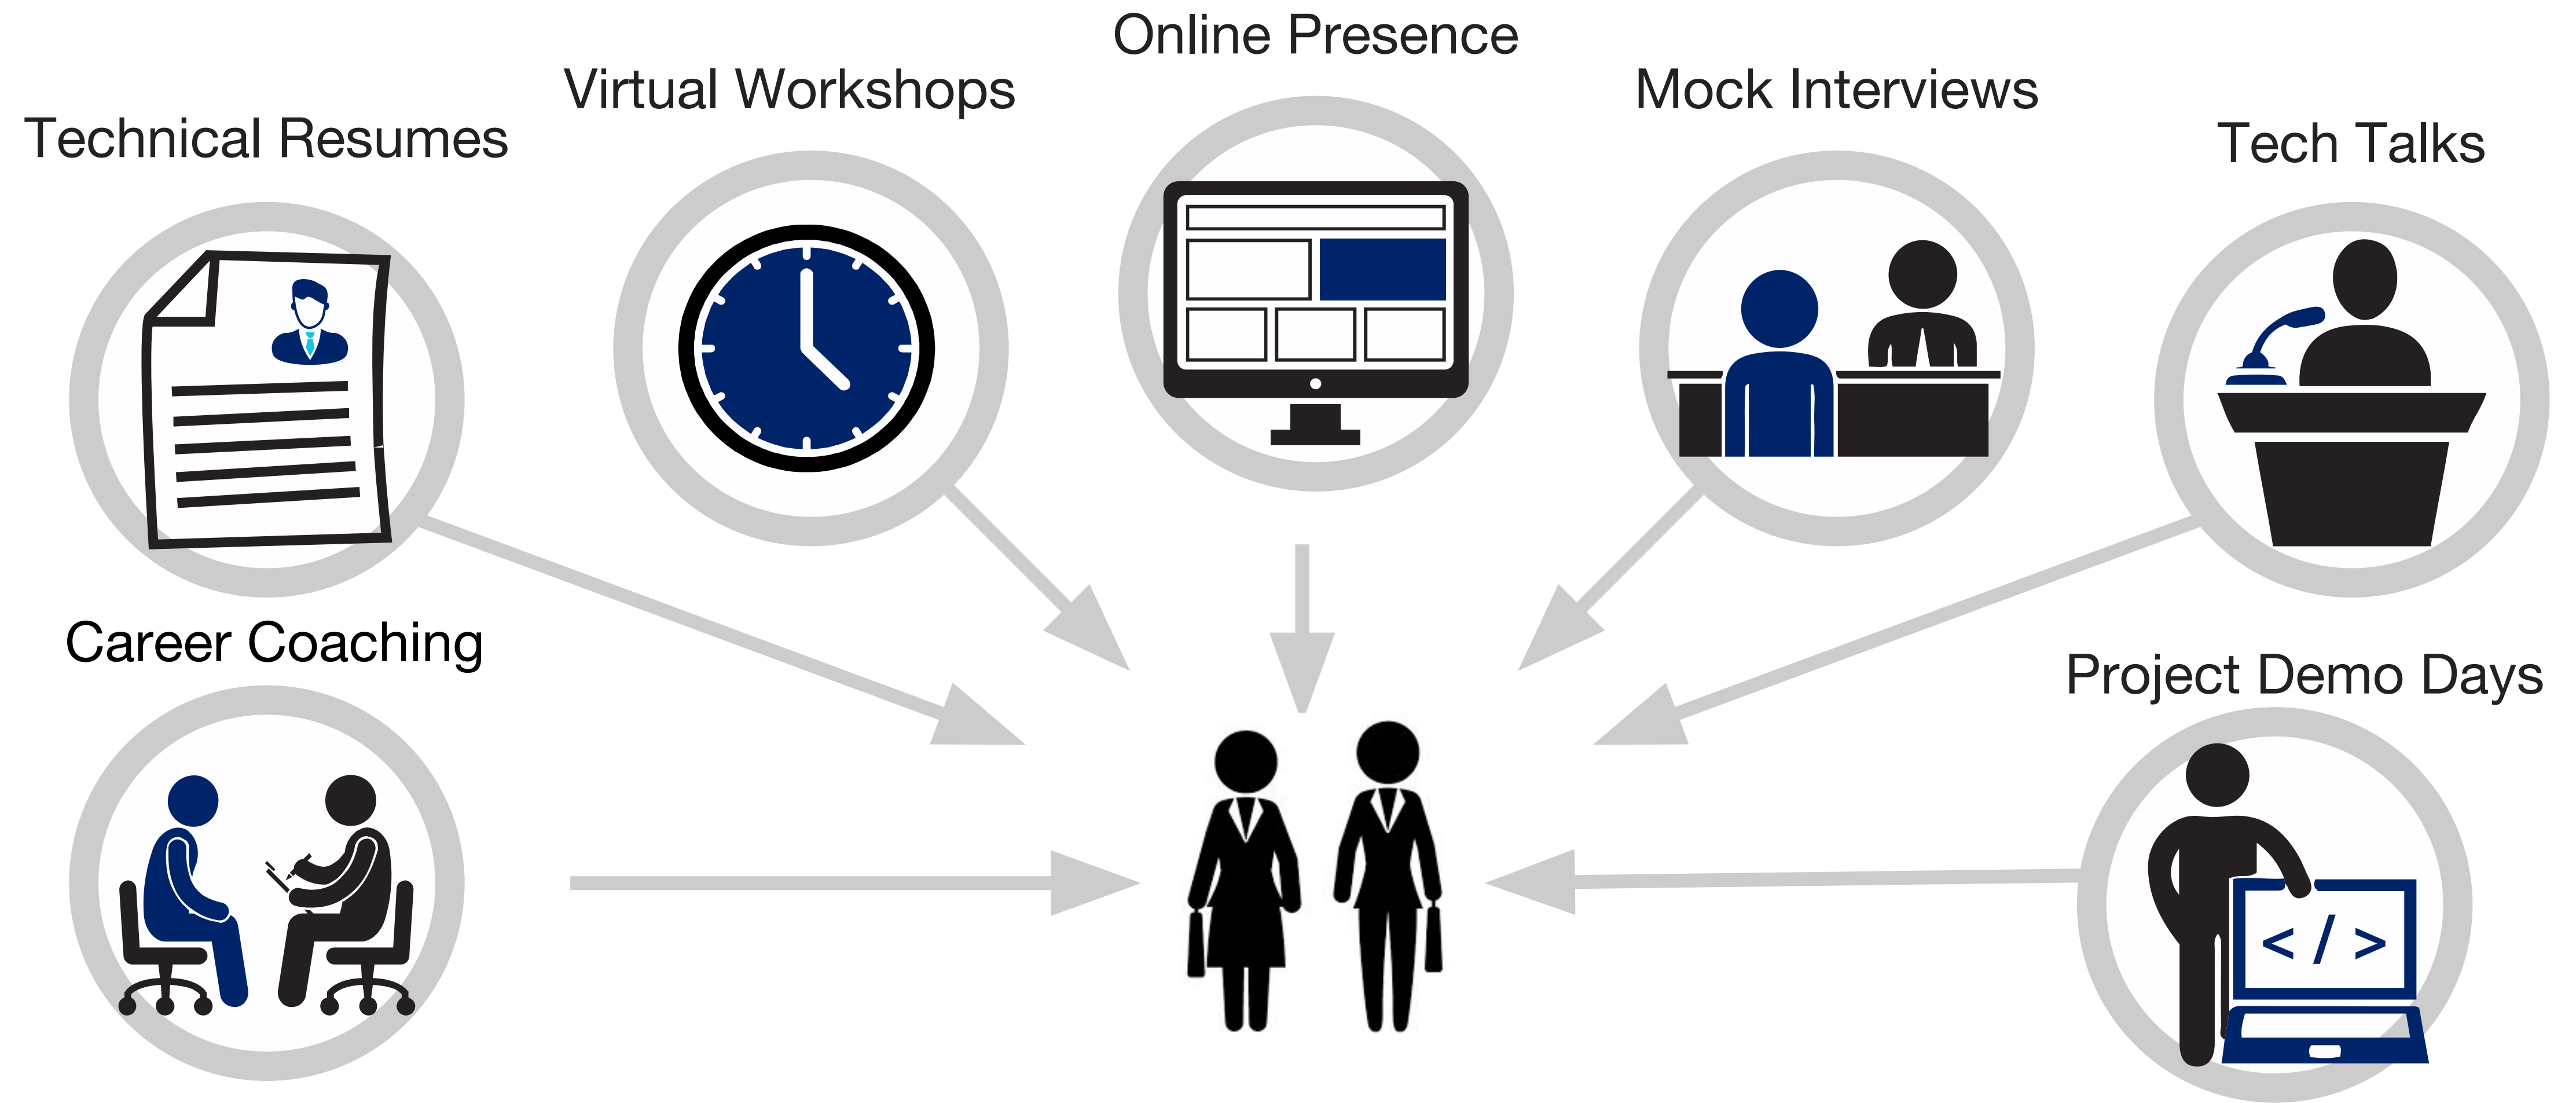 Online Presence
Virtual Workshops
Mock Interviews
Technical Resumes
Tech Talks
Career Coaching
Project Demo Days
</ >